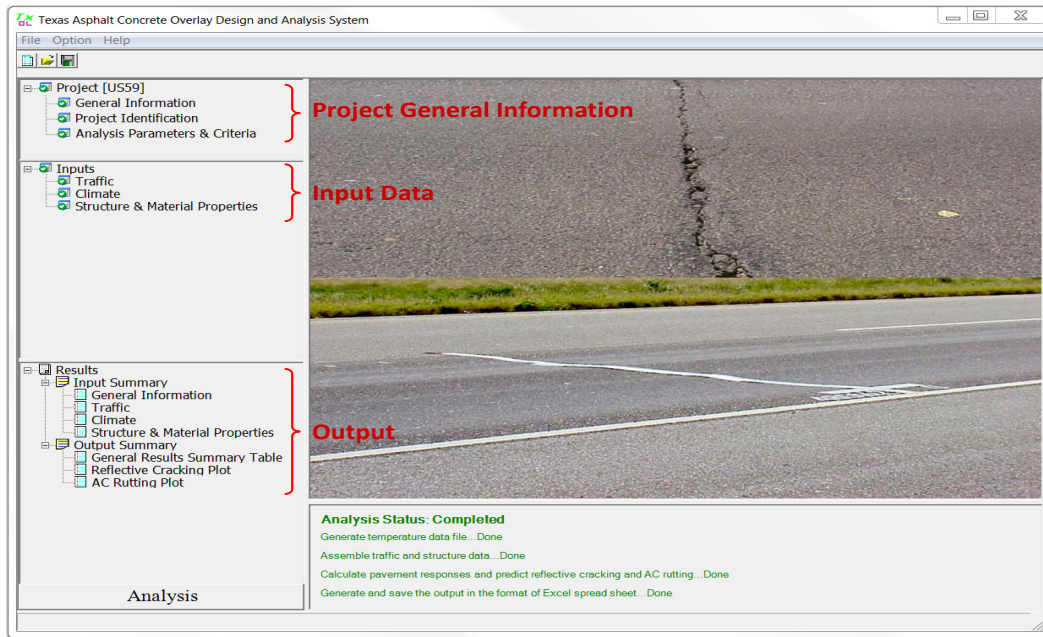 Texas Asphalt Concrete Overlay Design and Analysis System
File Option Help
Project [US59]
General Information
Project Identification
Analysis Parameters & Criteria
Project General Information
Inputs
Traffic
Climate
Structure & Material Properties
Input Data
Results
Input Summary
General Information
Traffic
Climate
Structure & Material Properties
Output Summary
General Results Summary Table
Reflective Cracking Plot
AC Rutting Plot
Output
Analysis Status: Completed
Generate temperature data file...Done
Assemble traffic and structure data...Done
Calculate pavement responses and predict reflective cracking and AC rutting...Done
Generate and save the output in the format of Excel spread sheet...Done
Analysis